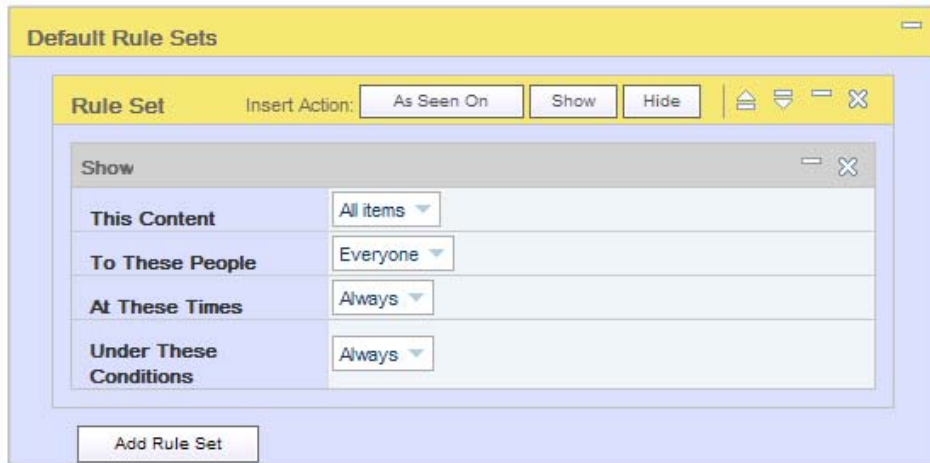 Default Rule Sets
Rule Set Insert Action: As Seen On Show Hide
Show
This Content All items
To These People Everyone
At These Times Always
Under These Conditions Always
Add Rule Set